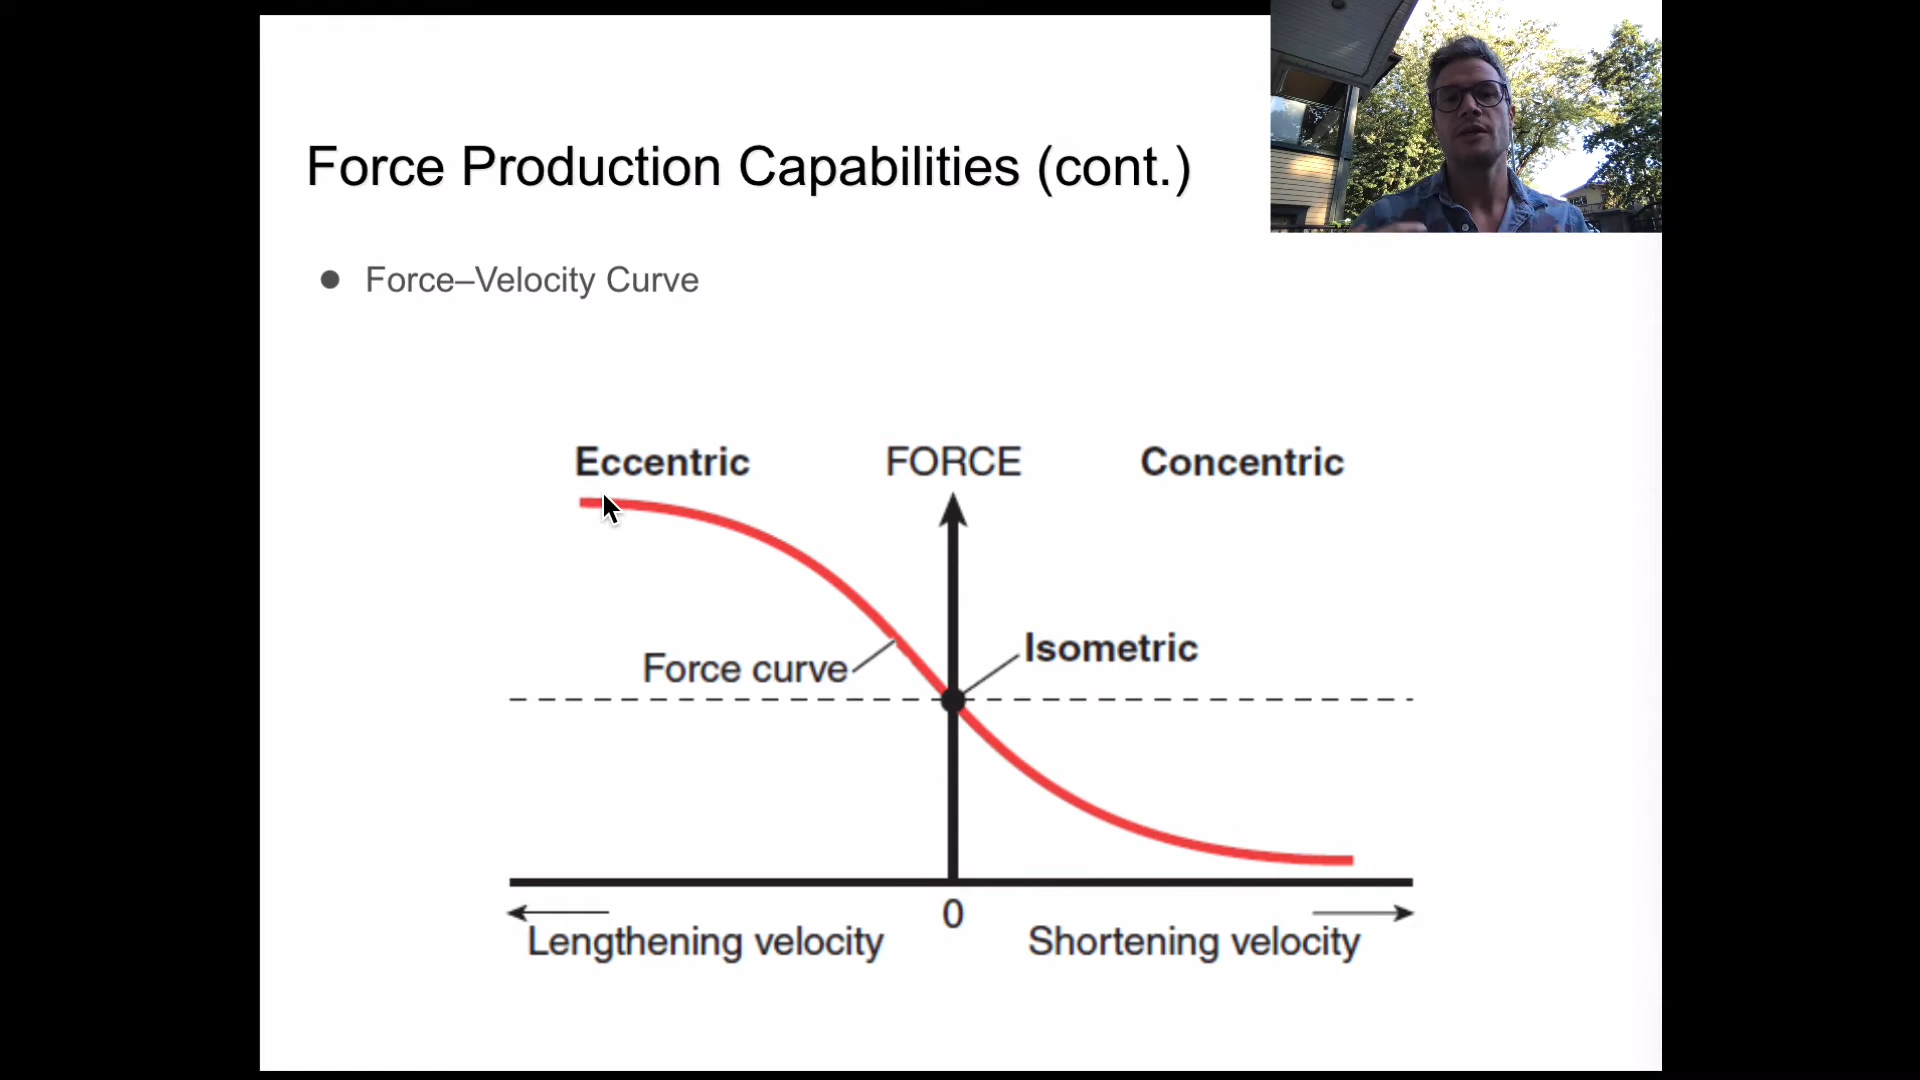 Force Production Capabilities (cont.)
● Force–Velocity Curve
Eccentric FORCE Concentric
Isometric
Force curve
0
Lengthening velocity Shortening velocity